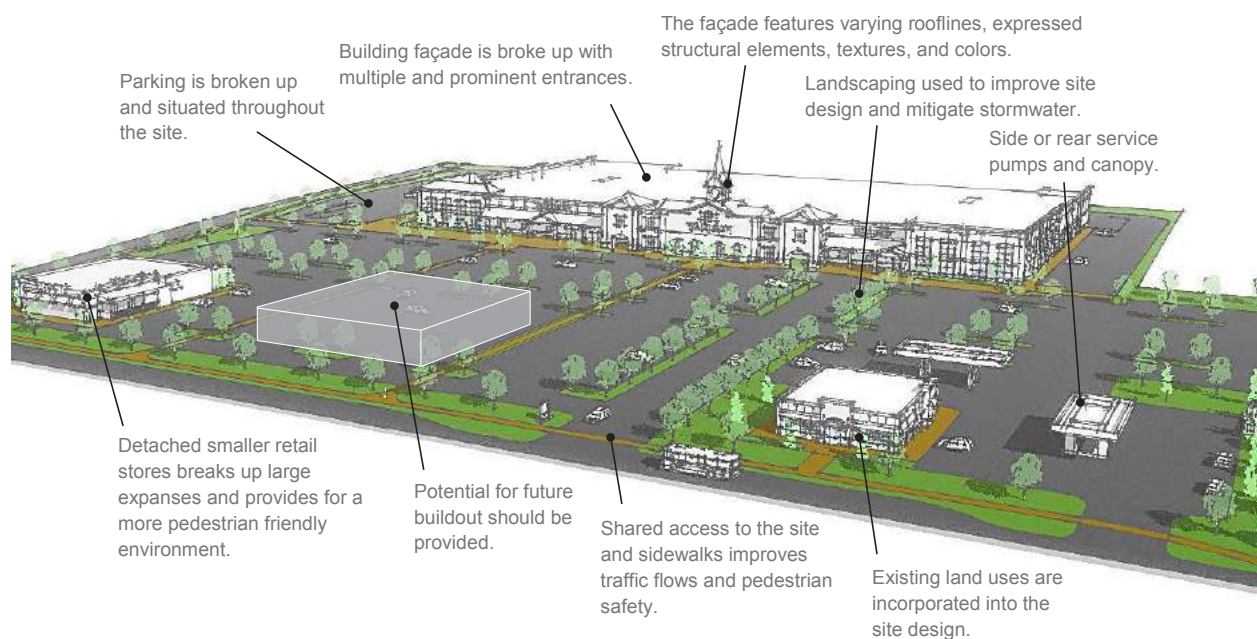 The façade features varying rooflines, expressed
structural elements, textures, and colors.
Building façade is broke up with
multiple and prominent entrances.
Parking is broken up
and situated throughout
the site.
Landscaping used to improve site
design and mitigate stormwater.
Side or rear service
pumps and canopy.
Detached smaller retail
stores breaks up large
expanses and provides for a
more pedestrian friendly
environment.
Potential for future
buildout should be
provided.
Shared access to the site
and sidewalks improves
traffic flows and pedestrian
safety.
Existing land uses are
incorporated into the
site design.